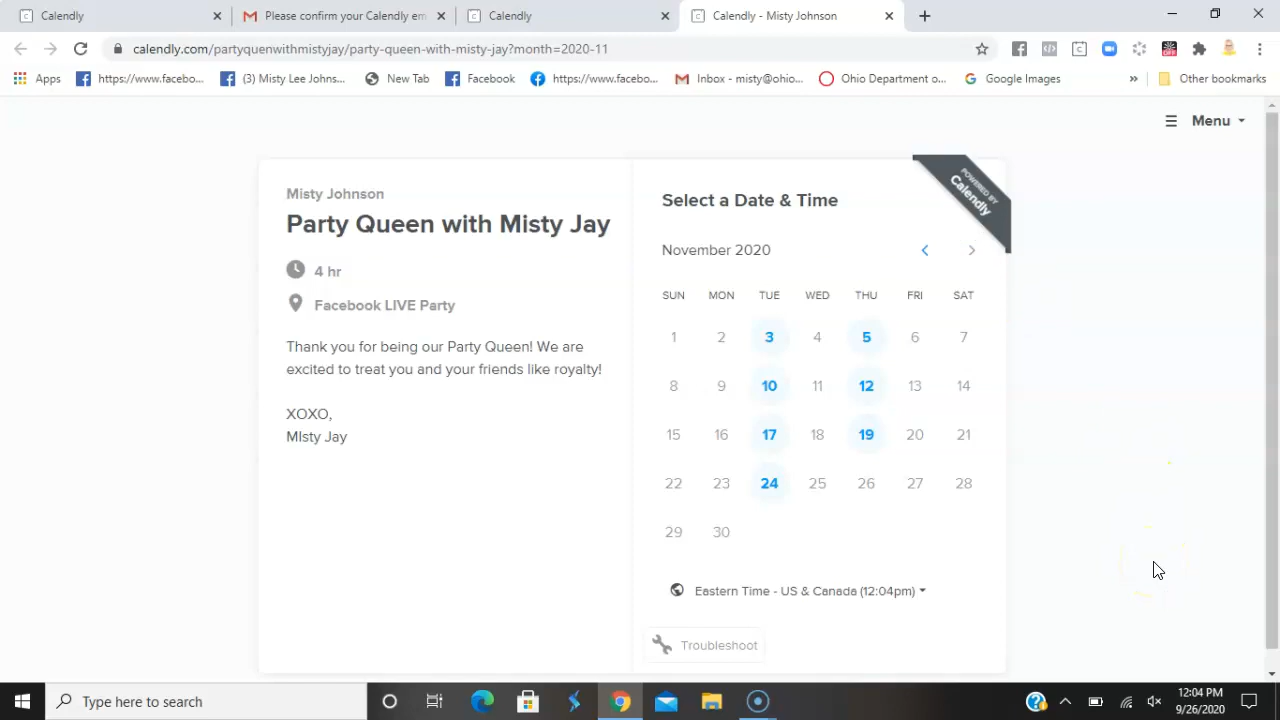 Calendly
Please confirm your Calendly em
Calendly
Calendly - Misty Johnson
calendly.com/partyquenwithmistyjay/party-queen-with-misty-jay?month=2020-11
OFF
Apps
https://www.facebo...
(3) Misty Lee Johns...
New Tab
Facebook
https://www.facebo...
Inbox - misty@ohio...
Ohio Department o...
Google Images
»
Other bookmarks
Menu
Misty Johnson
Party Queen with Misty Jay
4 hr
Facebook LIVE Party
Thank you for being our Party Queen! We are
excited to treat you and your friends like royalty!
XOXO,
MIsty Jay
POWERED BY
Calendly
Select a Date & Time
November 2020
SUN MON TUE WED THU FRI SAT
1 2 3 4 5 6 7
8 9 10 11 12 13 14
15 16 17 18 19 20 21
22 23 24 25 26 27 28
29 30
Eastern Time - US & Canada (12:04pm)
Troubleshoot
Type here to search
12:04 PM
9/26/2020